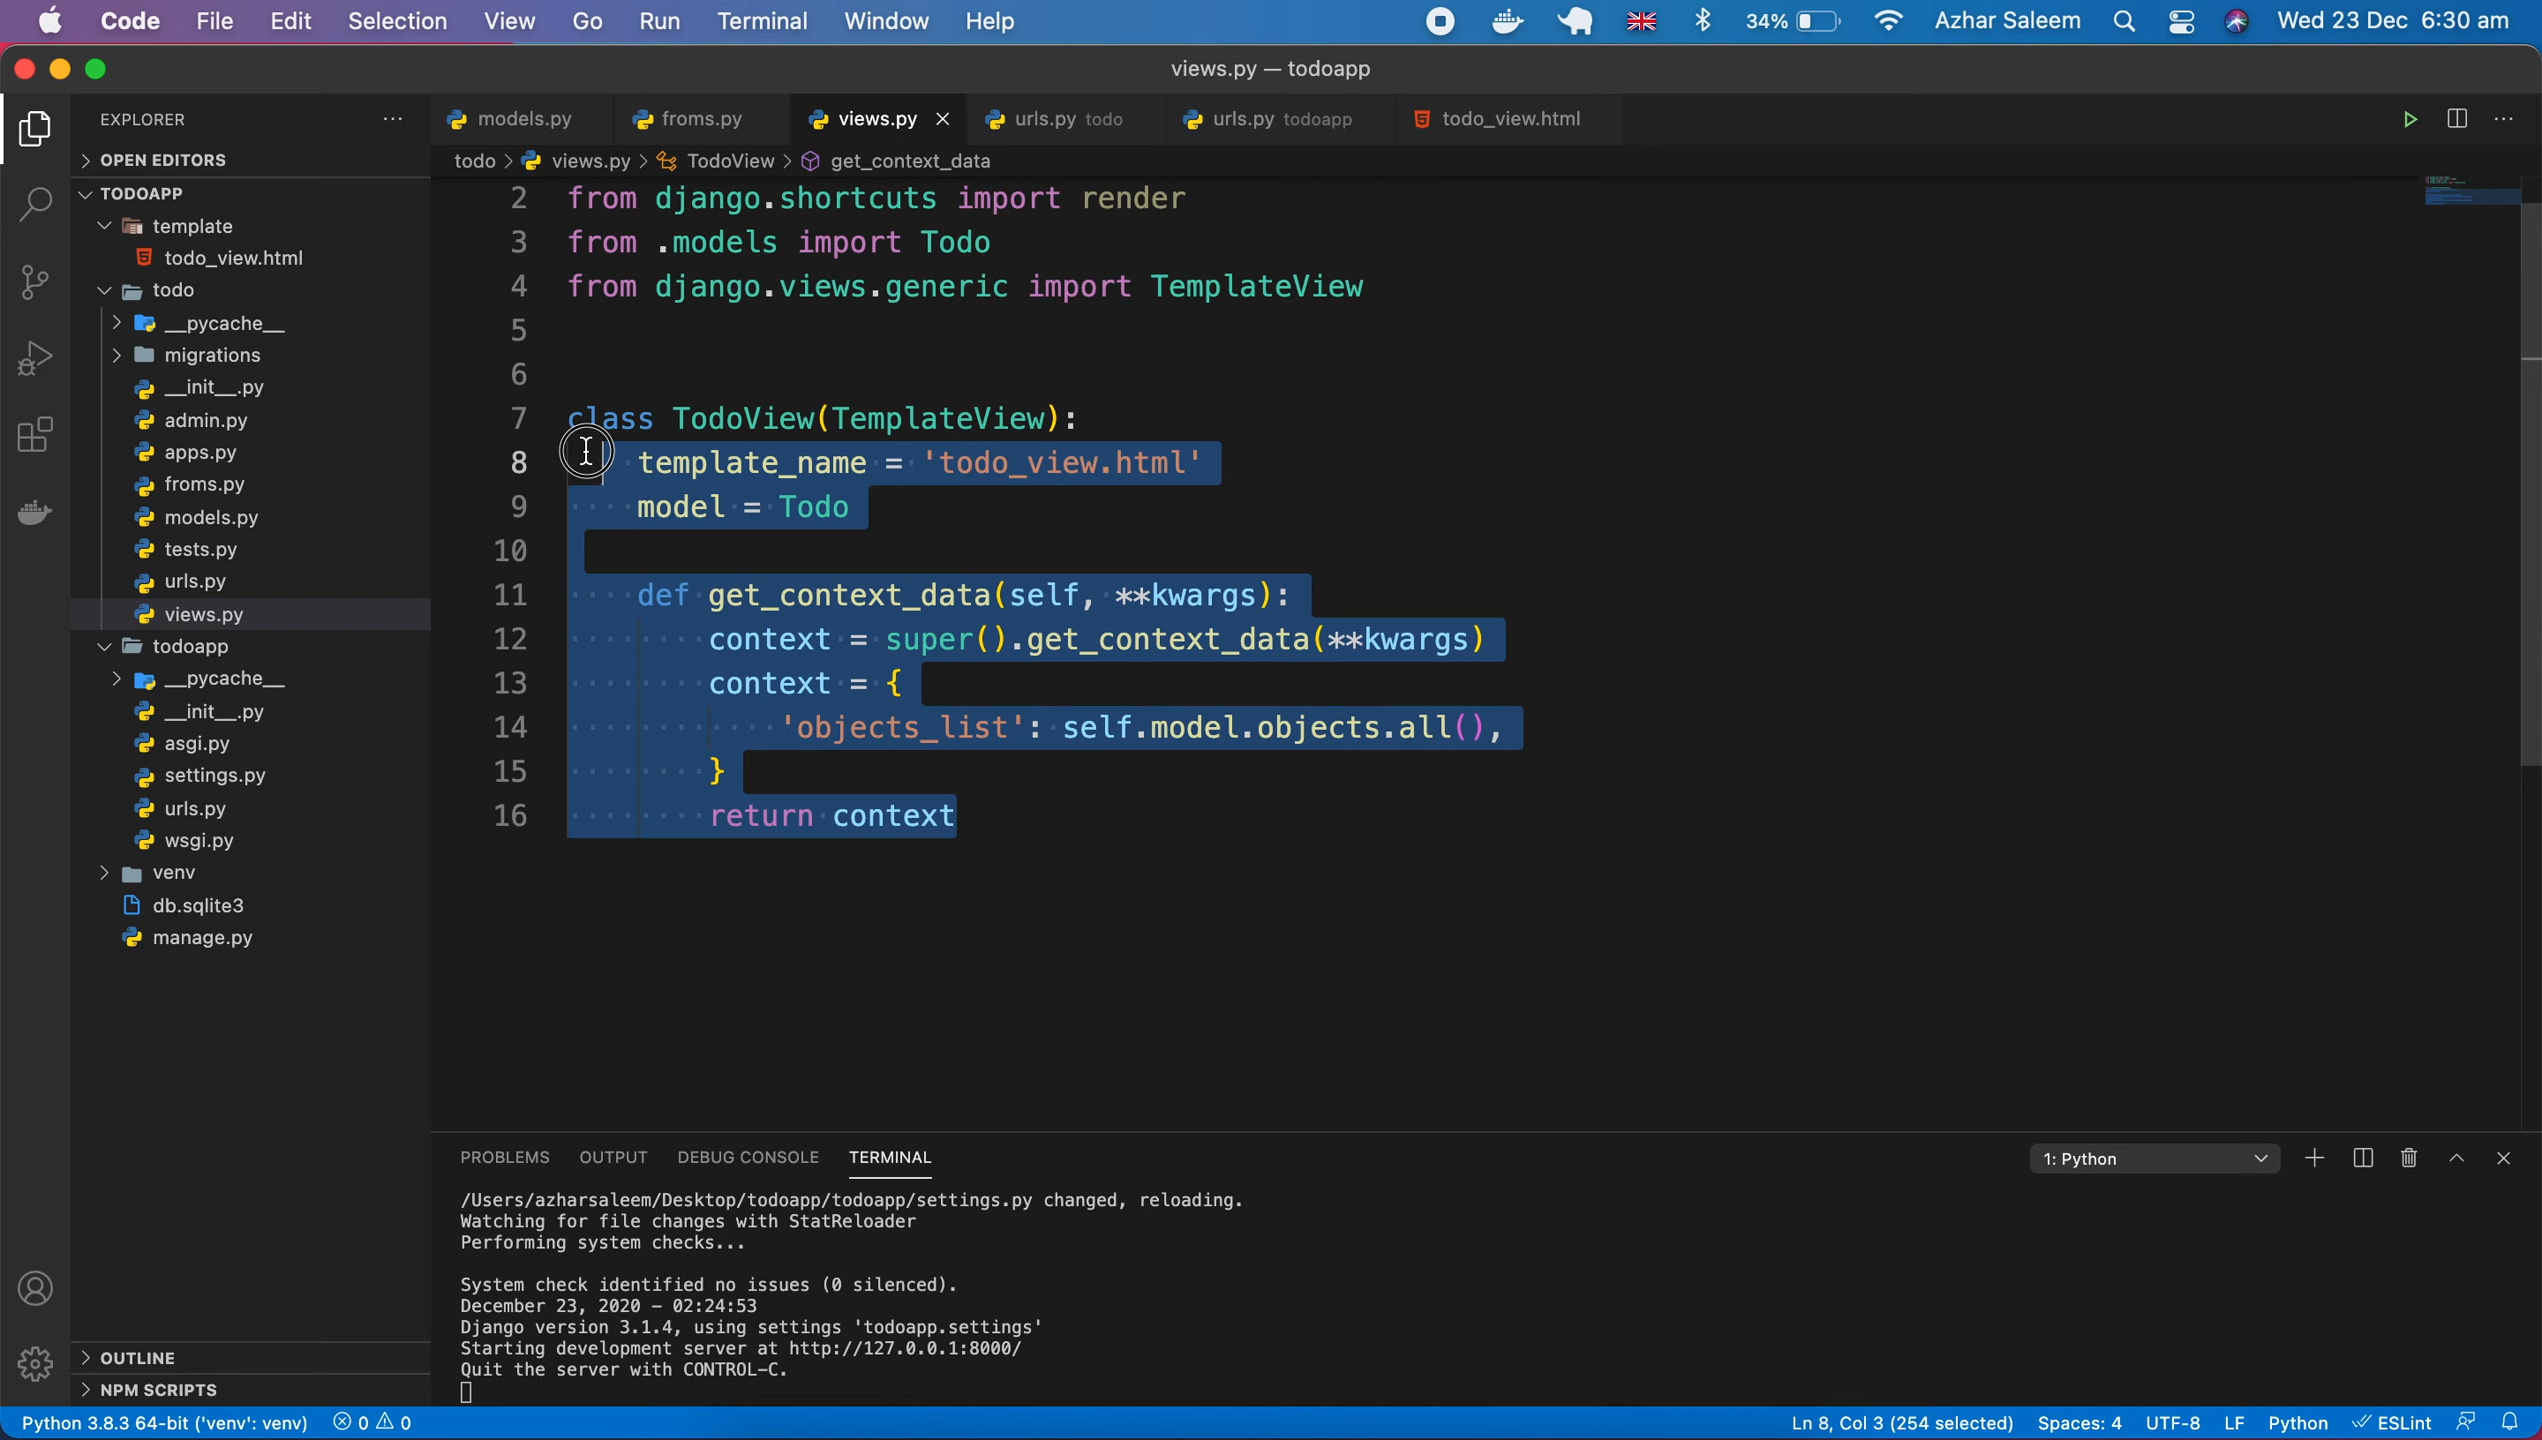 Code File Edit Selection View Go Run Terminal Window Help 34% Azhar Saleem Wed 23 Dec 6:30 am
views.py — todoapp
EXPLORER
models.py froms.py views.py urls.py todo urls.py todoapp todo_view.html
OPEN EDITORS
todo > views.py > TodoView > get_context_data
TODOAPP
template
todo_view.html
todo
__pycache__
migrations
__init__.py
admin.py
apps.py
froms.py
models.py
tests.py
urls.py
views.py
todoapp
__pycache__
__init__.py
asgi.py
settings.py
urls.py
wsgi.py
venv
db.sqlite3
manage.py
OUTLINE
NPM SCRIPTS
2 from django.shortcuts import render
3 from .models import Todo
4 from django.views.generic import TemplateView
5
6
7 class TodoView(TemplateView):
8 template_name = 'todo_view.html'
9 model = Todo
10
11 def get_context_data(self, **kwargs):
12 context = super().get_context_data(**kwargs)
13 context = {
14 'objects_list': self.model.objects.all(),
15 }
16 return context
PROBLEMS OUTPUT DEBUG CONSOLE TERMINAL 1: Python
/Users/azharsaleem/Desktop/todoapp/todoapp/settings.py changed, reloading.
Watching for file changes with StatReloader
Performing system checks...
System check identified no issues (0 silenced).
December 23, 2020 - 02:24:53
Django version 3.1.4, using settings 'todoapp.settings'
Starting development server at http://127.0.0.1:8000/
Quit the server with CONTROL-C.
Python 3.8.3 64-bit ('venv': venv) 0 0 Ln 8, Col 3 (254 selected) Spaces: 4 UTF-8 LF Python ESLint